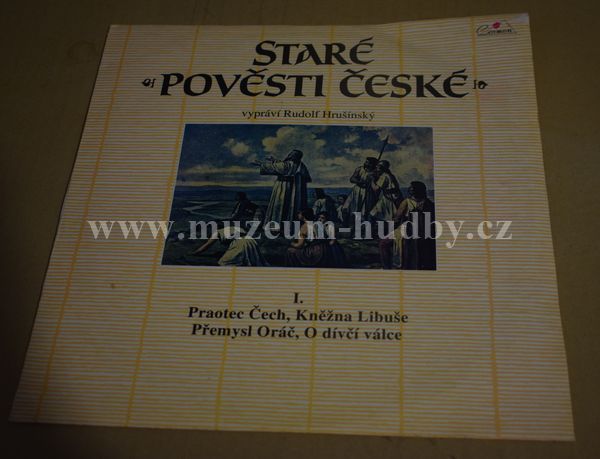 STARÉ
POVĚSTI ČESKÉ
vypráví Rudolf Hrušínský
www.muzeum-hudby.cz
I.
Praotec Čech, Kněžna Libuše
Přemysl Oráč, O dívčí válce